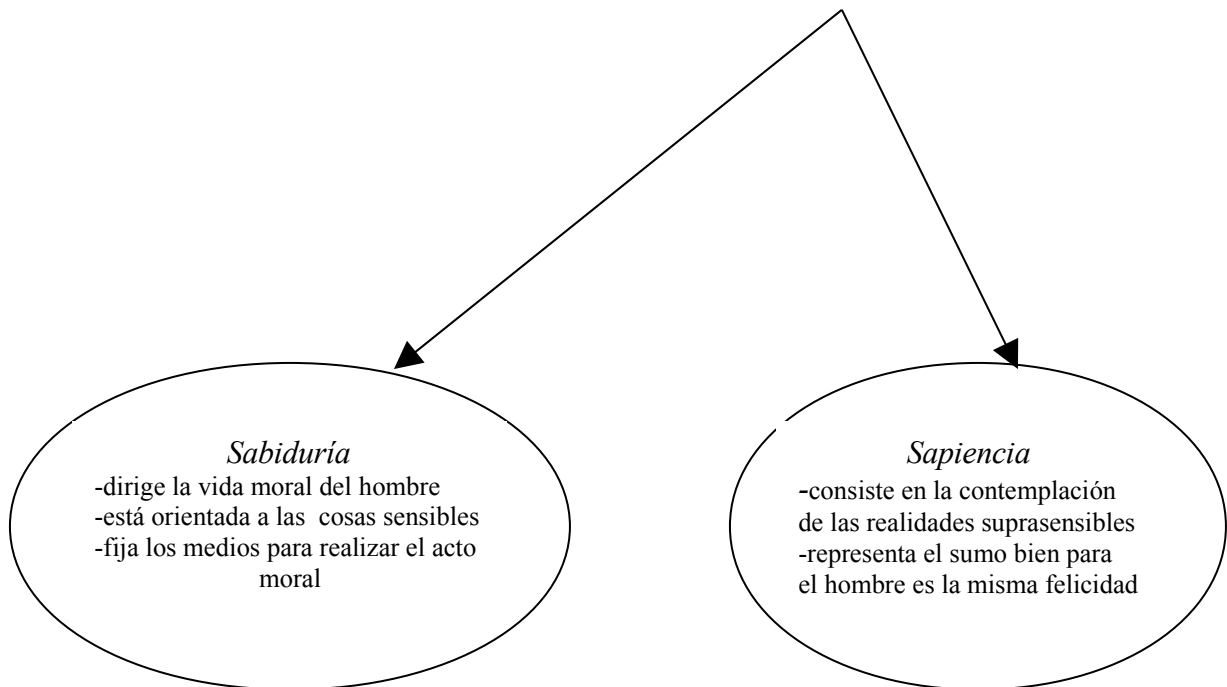 Sabiduría
-dirige la vida moral del hombre
-está orientada a las  cosas sensibles
-fija los medios para realizar el acto
moral
Sapiencia
-consiste en la contemplación
de las realidades suprasensibles
-representa el sumo bien para
el hombre es la misma felicidad